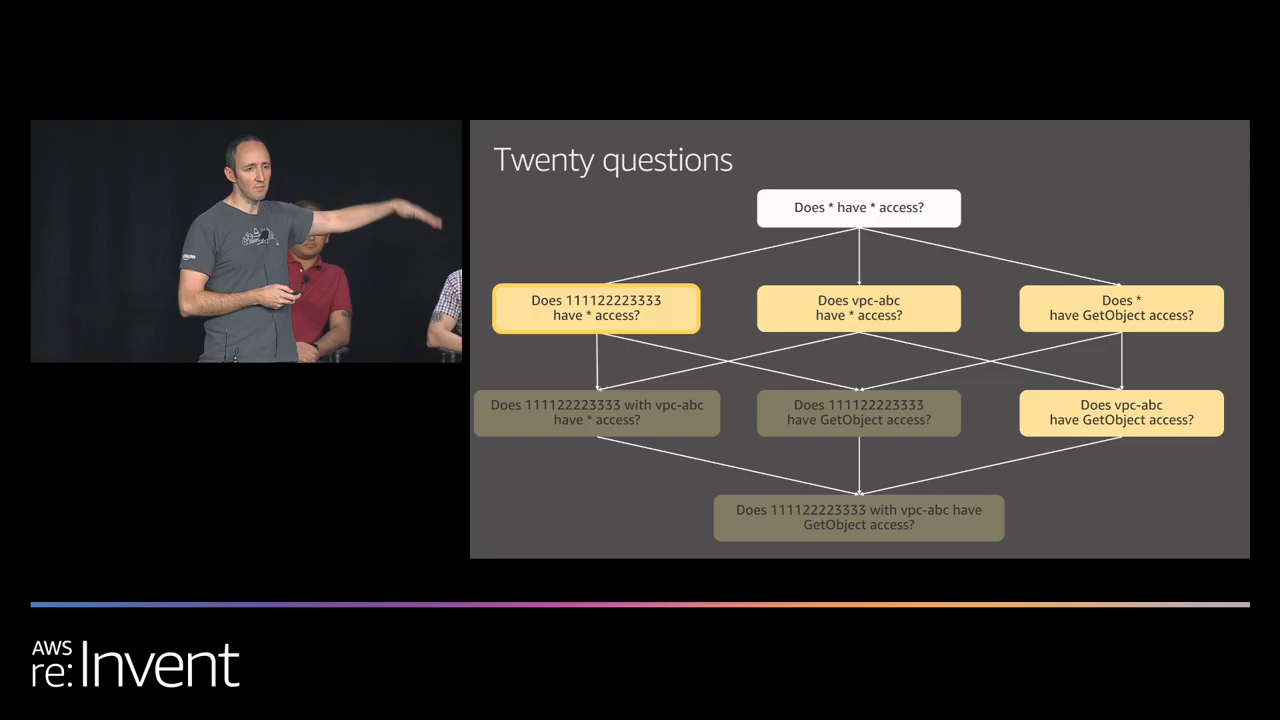 Twenty questions
Does * have * access?
Does 111122223333
have * access?
Does vpc-abc
have * access?
Does *
have GetObject access?
Does 111122223333 with vpc-abc
have * access?
Does 111122223333
have GetObject access?
Does vpc-abc
have GetObject access?
Does 111122223333 with vpc-abc have
GetObject access?
amazon
AWS
re:Invent